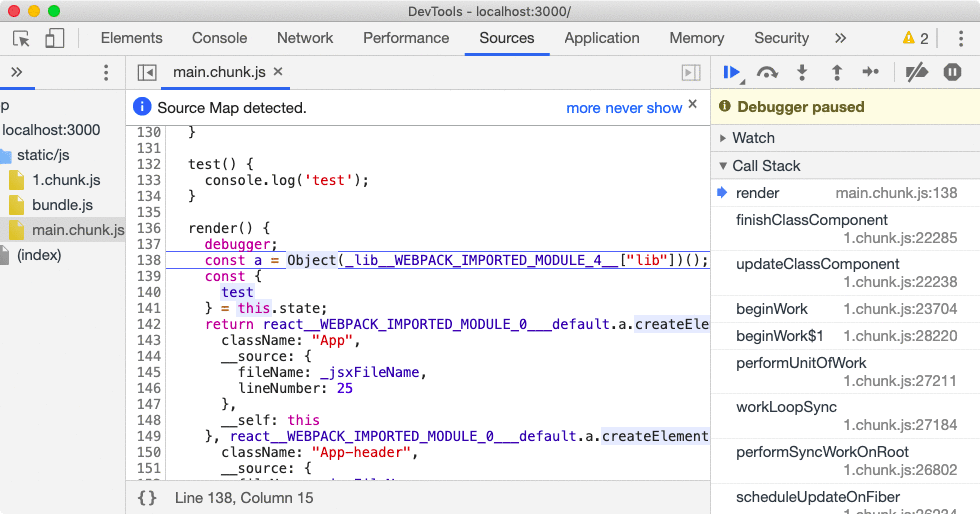 DevTools - localhost:3000/
Elements Console Network Performance Sources Application Memory Security » 2
»
main.chunk.js ×
Debugger paused
Source Map detected. more never show ×
p
localhost:3000
static/js
1.chunk.js
bundle.js
main.chunk.js
(index)
130 }
131
132 test() {
133 console.log('test');
134 }
135
136 render() {
137 debugger;
138 const a = Object(_lib__WEBPACK_IMPORTED_MODULE_4__["lib"])();
139 const {
140 test
141 } = this.state;
142 return react__WEBPACK_IMPORTED_MODULE_0___default.a.createElem
143 className: "App",
144 __source: {
145 fileName: _jsxFileName,
146 lineNumber: 25
147 },
148 __self: this
149 }, react__WEBPACK_IMPORTED_MODULE_0___default.a.createElement
150 className: "App-header",
151 __source: {
{} Line 138, Column 15
Watch
Call Stack
render main.chunk.js:138
finishClassComponent
1.chunk.js:22285
updateClassComponent
1.chunk.js:22238
beginWork 1.chunk.js:23704
beginWork$1 1.chunk.js:28220
performUnitOfWork
1.chunk.js:27211
workLoopSync
1.chunk.js:27184
performSyncWorkOnRoot
1.chunk.js:26802
scheduleUpdateOnFiber